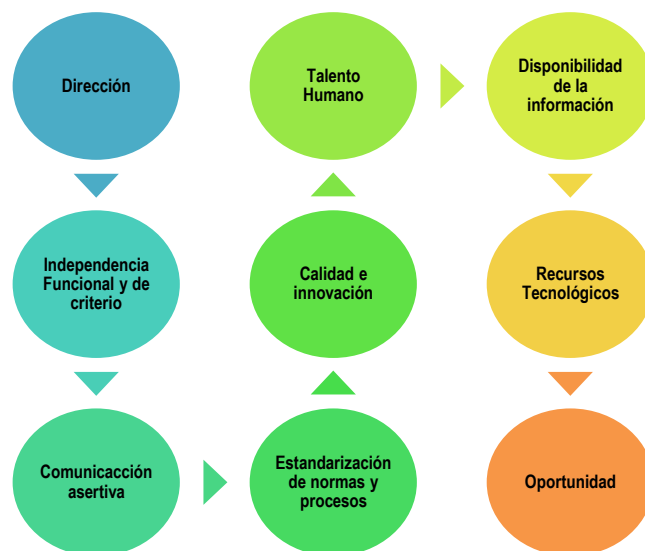 Dirección
Independencia
Funcional y de
criterio
Comunicacción
asertiva
Estandarización
de normas y
procesos
Calidad e
innovación
Talento
Humano
Disponibilidad
de la
información
Recursos
Tecnológicos
Oportunidad